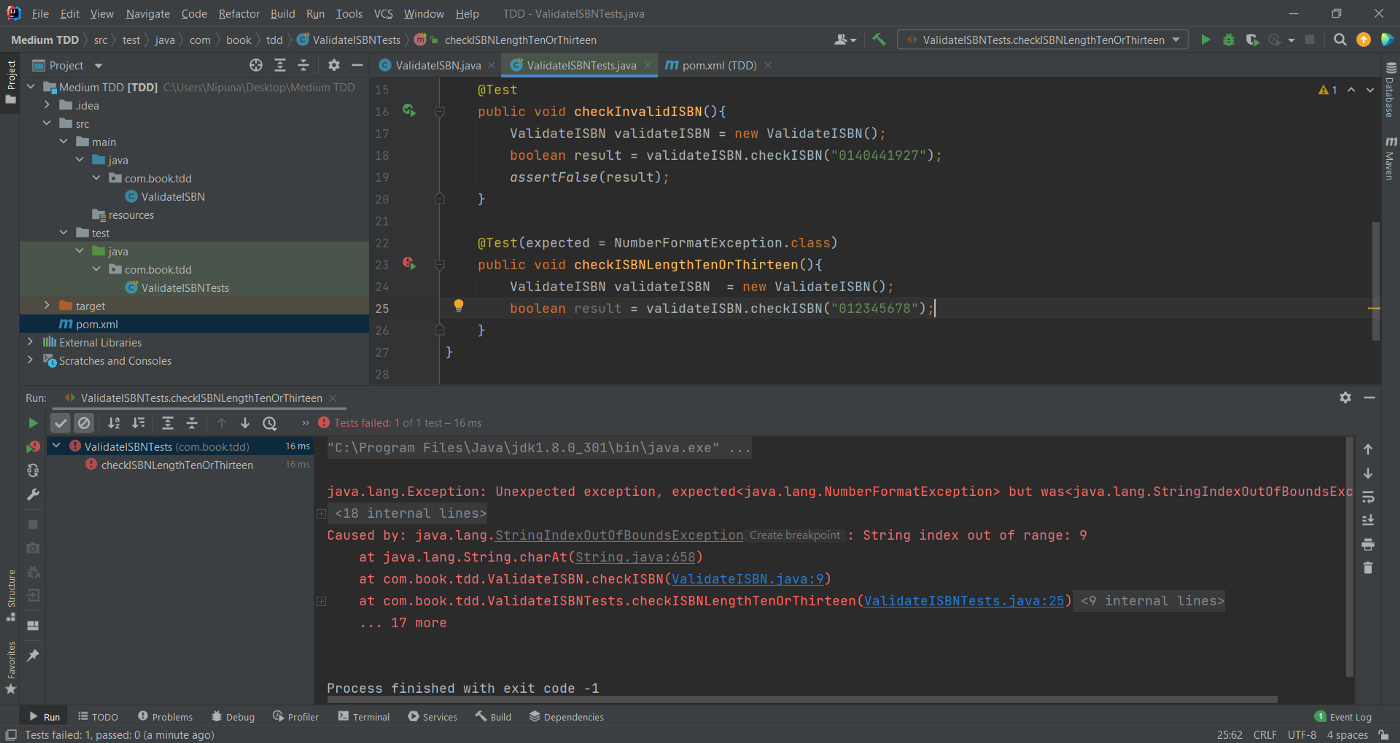 File Edit View Navigate Code Refactor Build Run Tools VCS Window Help TDD - ValidateISBNTests.java
Medium TDD src test java com book tdd ValidateISBNTests checkISBNLengthTenOrThirteen ValidateISBNTests.checkISBNLengthTenOrThirteen
Project
Project
ValidateISBN.java ValidateISBNTests.java pom.xml (TDD)
Medium TDD [TDD] C:\Users\Nipuna\Desktop\Medium TDD
.idea
src
main
java
com.book.tdd
ValidateISBN
resources
test
java
com.book.tdd
ValidateISBNTests
target
pom.xml
External Libraries
Scratches and Consoles
15 @Test
16 public void checkInvalidISBN(){
17 ValidateISBN validateISBN = new ValidateISBN();
18 boolean result = validateISBN.checkISBN("0140441927");
19 assertFalse(result);
20 }
21
22 @Test(expected = NumberFormatException.class)
23 public void checkISBNLengthTenOrThirteen(){
24 ValidateISBN validateISBN  = new ValidateISBN();
25 boolean result = validateISBN.checkISBN("012345678");
26 }
27 }
28
1
Database
Maven
Run: ValidateISBNTests.checkISBNLengthTenOrThirteen
Tests failed: 1 of 1 test – 16 ms
ValidateISBNTests (com.book.tdd) 16 ms
checkISBNLengthTenOrThirteen 16 ms
"C:\Program Files\Java\jdk1.8.0_301\bin\java.exe" ...
java.lang.Exception: Unexpected exception, expected<java.lang.NumberFormatException> but was<java.lang.StringIndexOutOfBoundsExc
<18 internal lines>
Caused by: java.lang.StringIndexOutOfBoundsException Create breakpoint : String index out of range: 9
at java.lang.String.charAt(String.java:658)
at com.book.tdd.ValidateISBN.checkISBN(ValidateISBN.java:9)
at com.book.tdd.ValidateISBNTests.checkISBNLengthTenOrThirteen(ValidateISBNTests.java:25) <9 internal lines>
... 17 more
Process finished with exit code -1
Structure
Favorites
Run TODO Problems Debug Profiler Terminal Services Build Dependencies 1 Event Log
Tests failed: 1, passed: 0 (a minute ago) 25:62 CRLF UTF-8 4 spaces